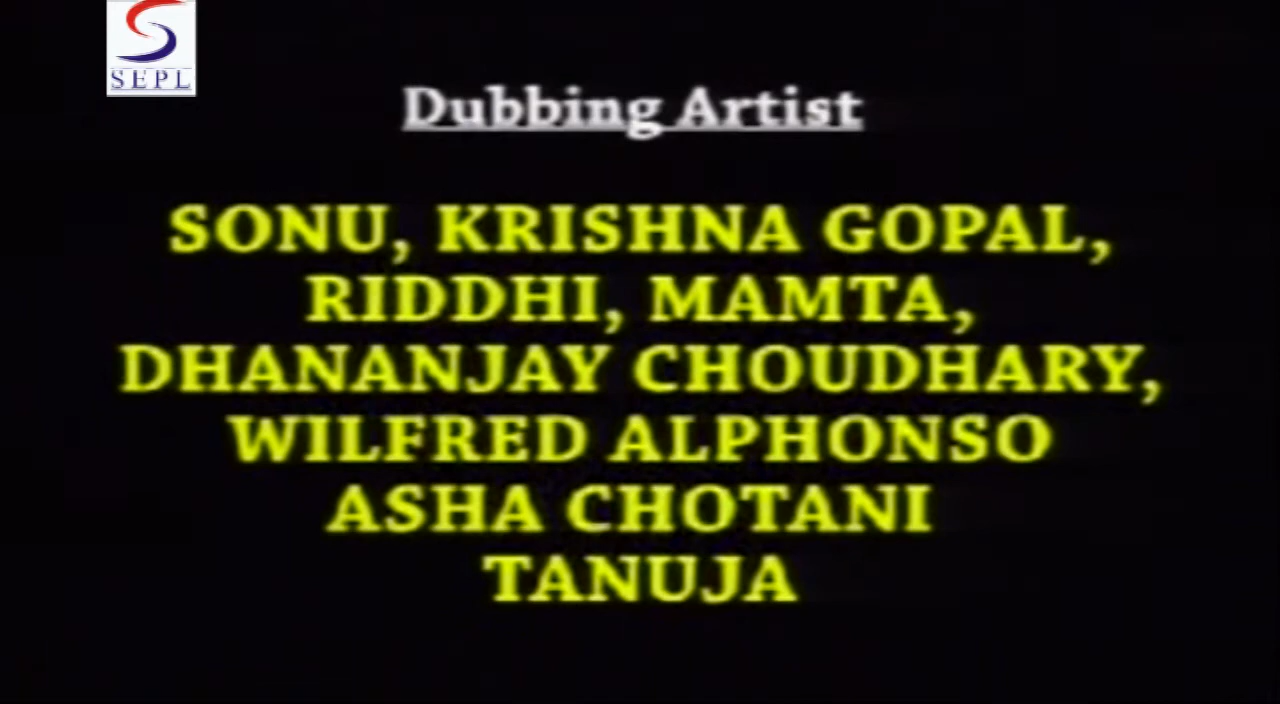 SEPL
Dubbing Artist
SONU, KRISHNA GOPAL,
RIDDHI, MAMTA,
DHANANJAY CHOUDHARY,
WILFRED ALPHONSO
ASHA CHOTANI
TANUJA